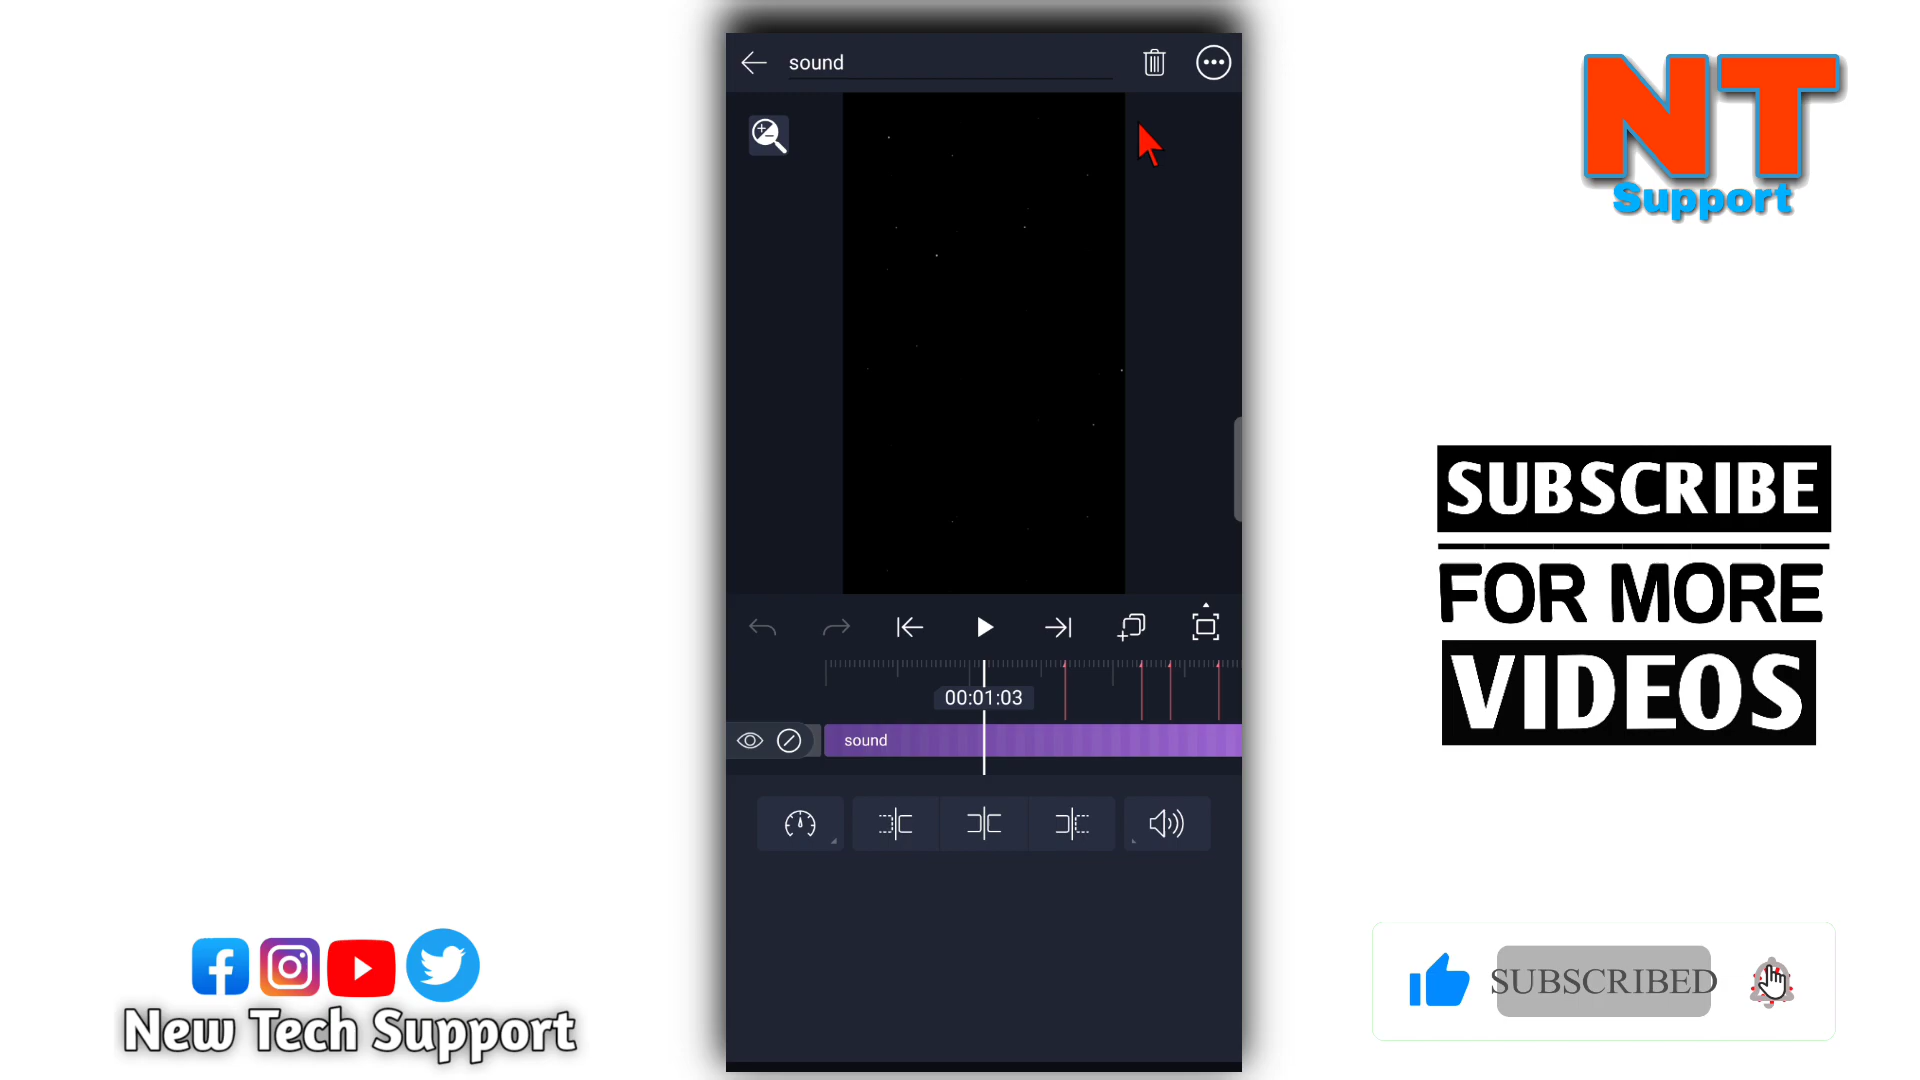 sound
NT
Support
SUBSCRIBE
FOR MORE
VIDEOS
00:01:03
sound
SUBSCRIBED
New Tech Support